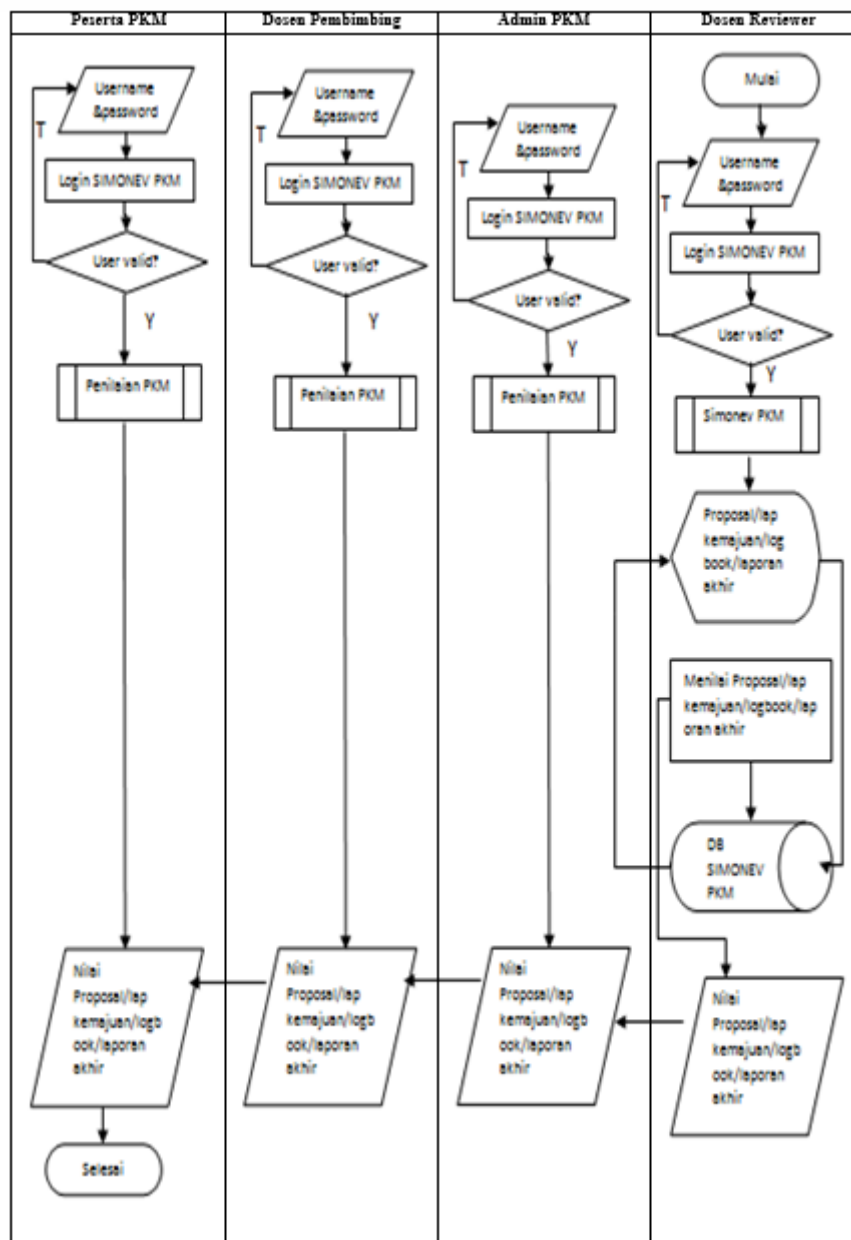 Peserta PKM
Username
&password
T
Login SIMONEV PKM
User valid?
Y
Penilaian PKM
Nilai
Proposal/lap
kemajuan/logb
ook/laporan
akhir
Selesai
Dosen Pembimbing
Username
&password
T
Login SIMONEV PKM
User valid?
Y
Penilaian PKM
Nilai
Proposal/lap
kemajuan/logb
ook/laporan
akhir
Admin PKM
Username
&password
T
Login SIMONEV PKM
User valid?
Y
Penilaian PKM
Nilai
Proposal/lap
kemajuan/logb
ook/laporan
akhir
Dosen Reviewer
Mulai
Username
&password
T
Login SIMONEV PKM
User valid?
Y
Simonev PKM
Proposal/lap
kemajuan/log
book/laporan
akhir
Menilai Proposal/lap
kemajuan/logbook/lap
oran akhir
DB
SIMONEV
PKM
Nilai
Proposal/lap
kemajuan/logb
ook/laporan
akhir